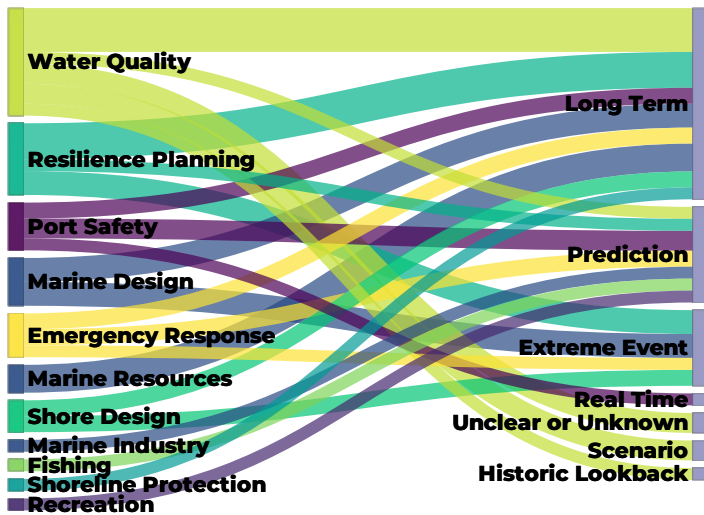 Water Quality
Resilience Planning
Port Safety
Marine Design
Emergency Response
Marine Resources
Shore Design
Marine Industry
Fishing
Shoreline Protection
Recreation
Long Term
Prediction
Extreme Event
Real Time
Unclear or Unknown
Scenario
Historic Lookback